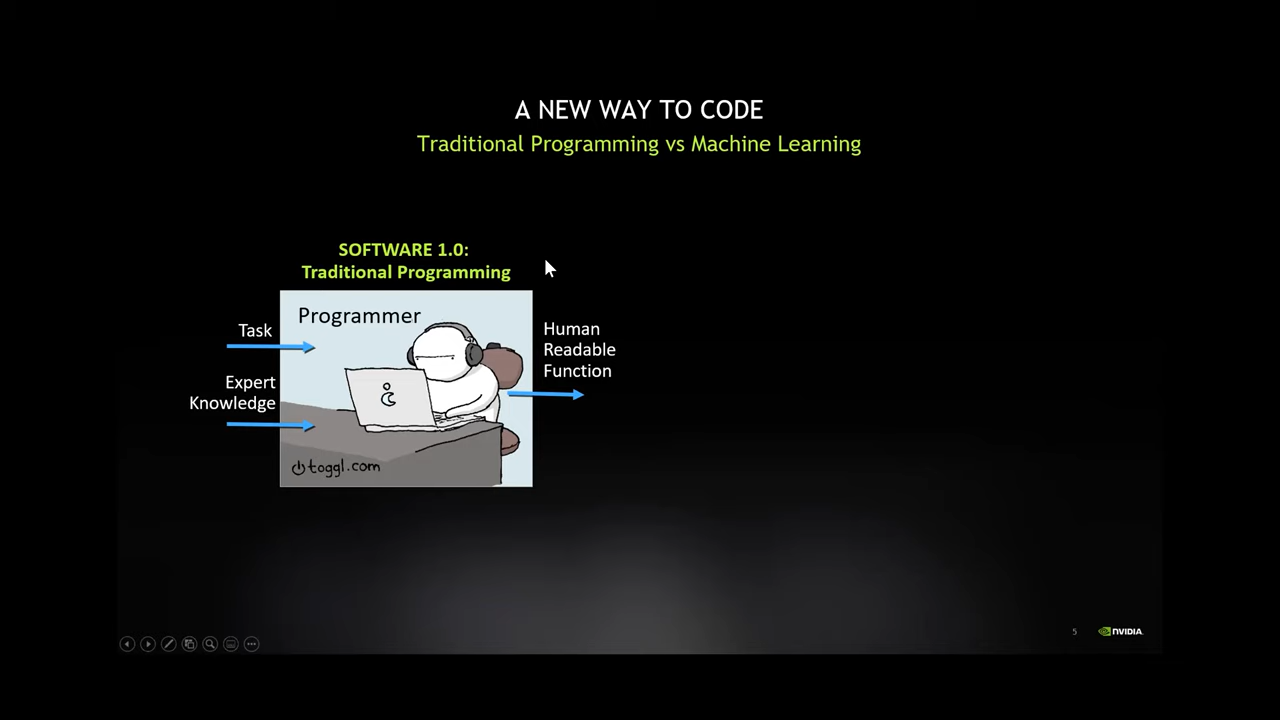 A NEW WAY TO CODE
Traditional Programming vs Machine Learning
SOFTWARE 1.0:
Traditional Programming
Programmer
Task
Expert
Knowledge
Human
Readable
Function
toggl.com
5
NVIDIA.